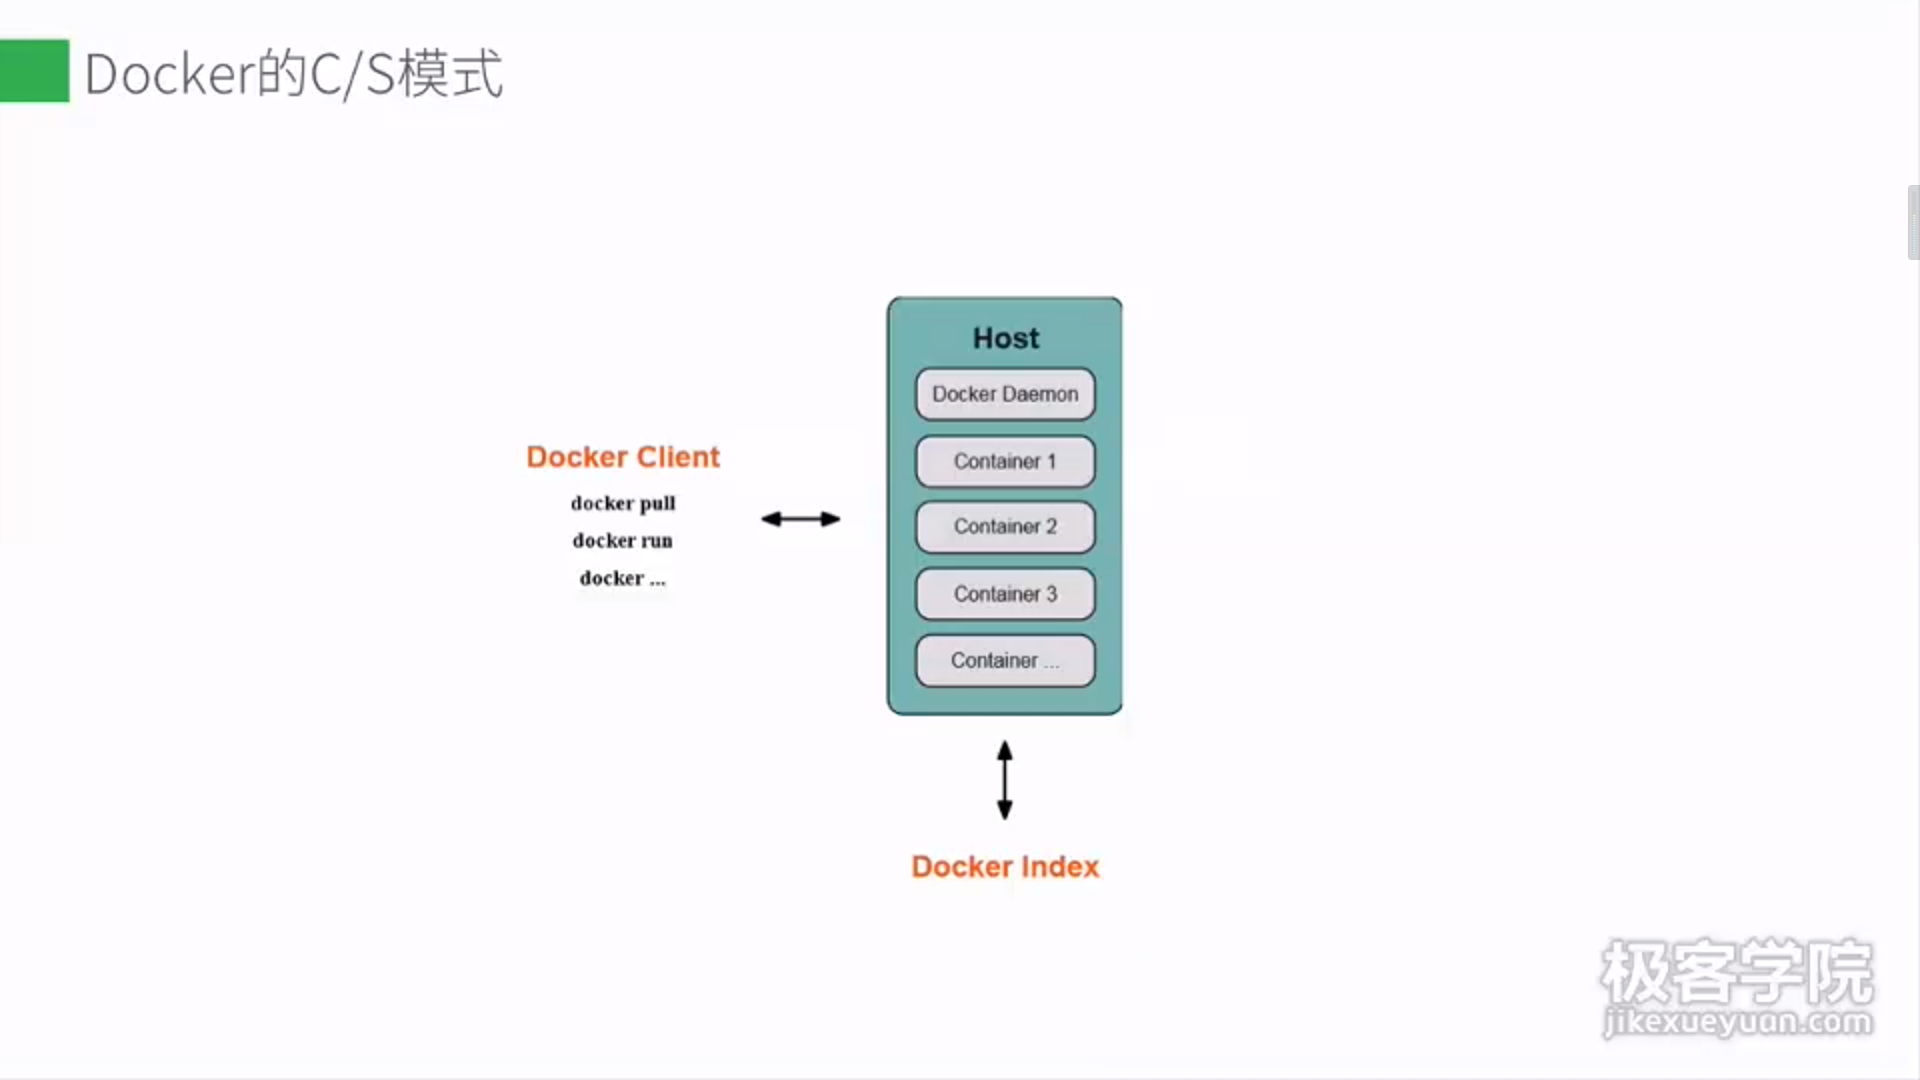 Docker的C/S模式
Docker Client
docker pull
docker run
docker ...
Host
Docker Daemon
Container 1
Container 2
Container 3
Container ...
Docker Index
极客学院
jikexueyuan.com